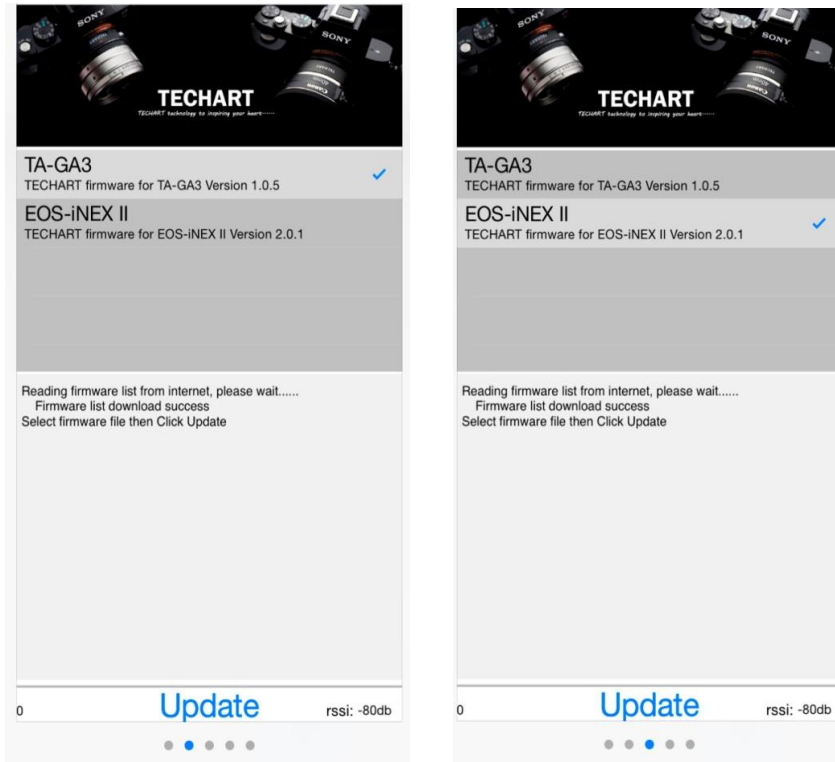 SONY
SONY
Canon
TECHART
TECHART technology to inspiring your heart······
TA-GA3
TECHART firmware for TA-GA3 Version 1.0.5
EOS-iNEX II
TECHART firmware for EOS-iNEX II Version 2.0.1
Reading firmware list from internet, please wait......
Firmware list download success
Select firmware file then Click Update
0
Update
rssi: -80db
SONY
SONY
Canon
TECHART
TECHART technology to inspiring your heart······
TA-GA3
TECHART firmware for TA-GA3 Version 1.0.5
EOS-iNEX II
TECHART firmware for EOS-iNEX II Version 2.0.1
Reading firmware list from internet, please wait......
Firmware list download success
Select firmware file then Click Update
0
Update
rssi: -80db